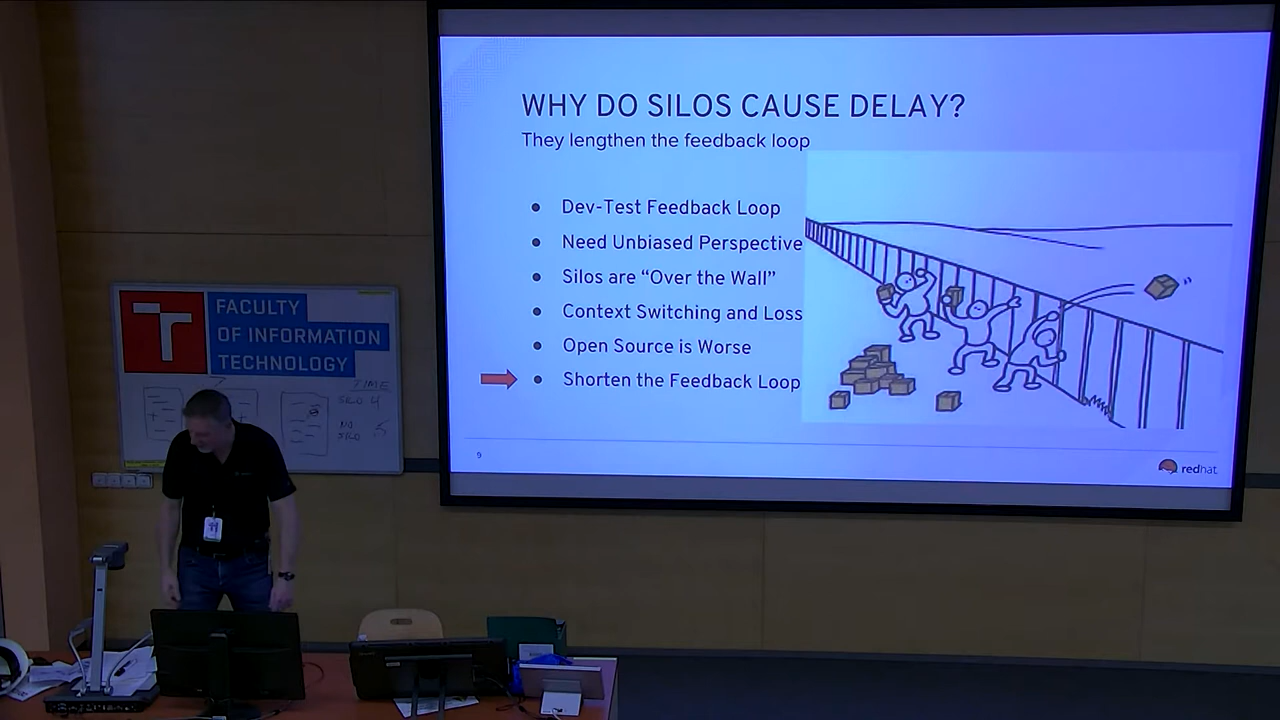 WHY DO SILOS CAUSE DELAY?
They lengthen the feedback loop
Dev-Test Feedback Loop
Need Unbiased Perspective
Silos are “Over the Wall”
Context Switching and Loss
Open Source is Worse
Shorten the Feedback Loop
9
redhat.
FACULTY
OF INFORMATION
TECHNOLOGY
TIME
SILO 4
NO
SILO 5